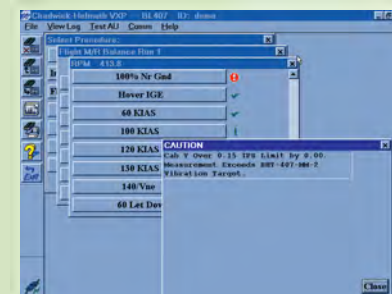 Chadwick Helmuth VXP -- BL407 ID: demo
File View Log Test AU Comm Help
Select Procedure:
Flight M/R Balance Run 1
RPM 413.8
100% Nr Gnd
Hover IGE
60 KIAS
100 KIAS
120 KIAS
130 KIAS
140/Vne
60 Let Dow
CAUTION
Cab Y Over 0.15 IPS Limit by 0.00.
Measurement Exceeds BHT-407-MM-2
Vibration Target.
Close
Exit